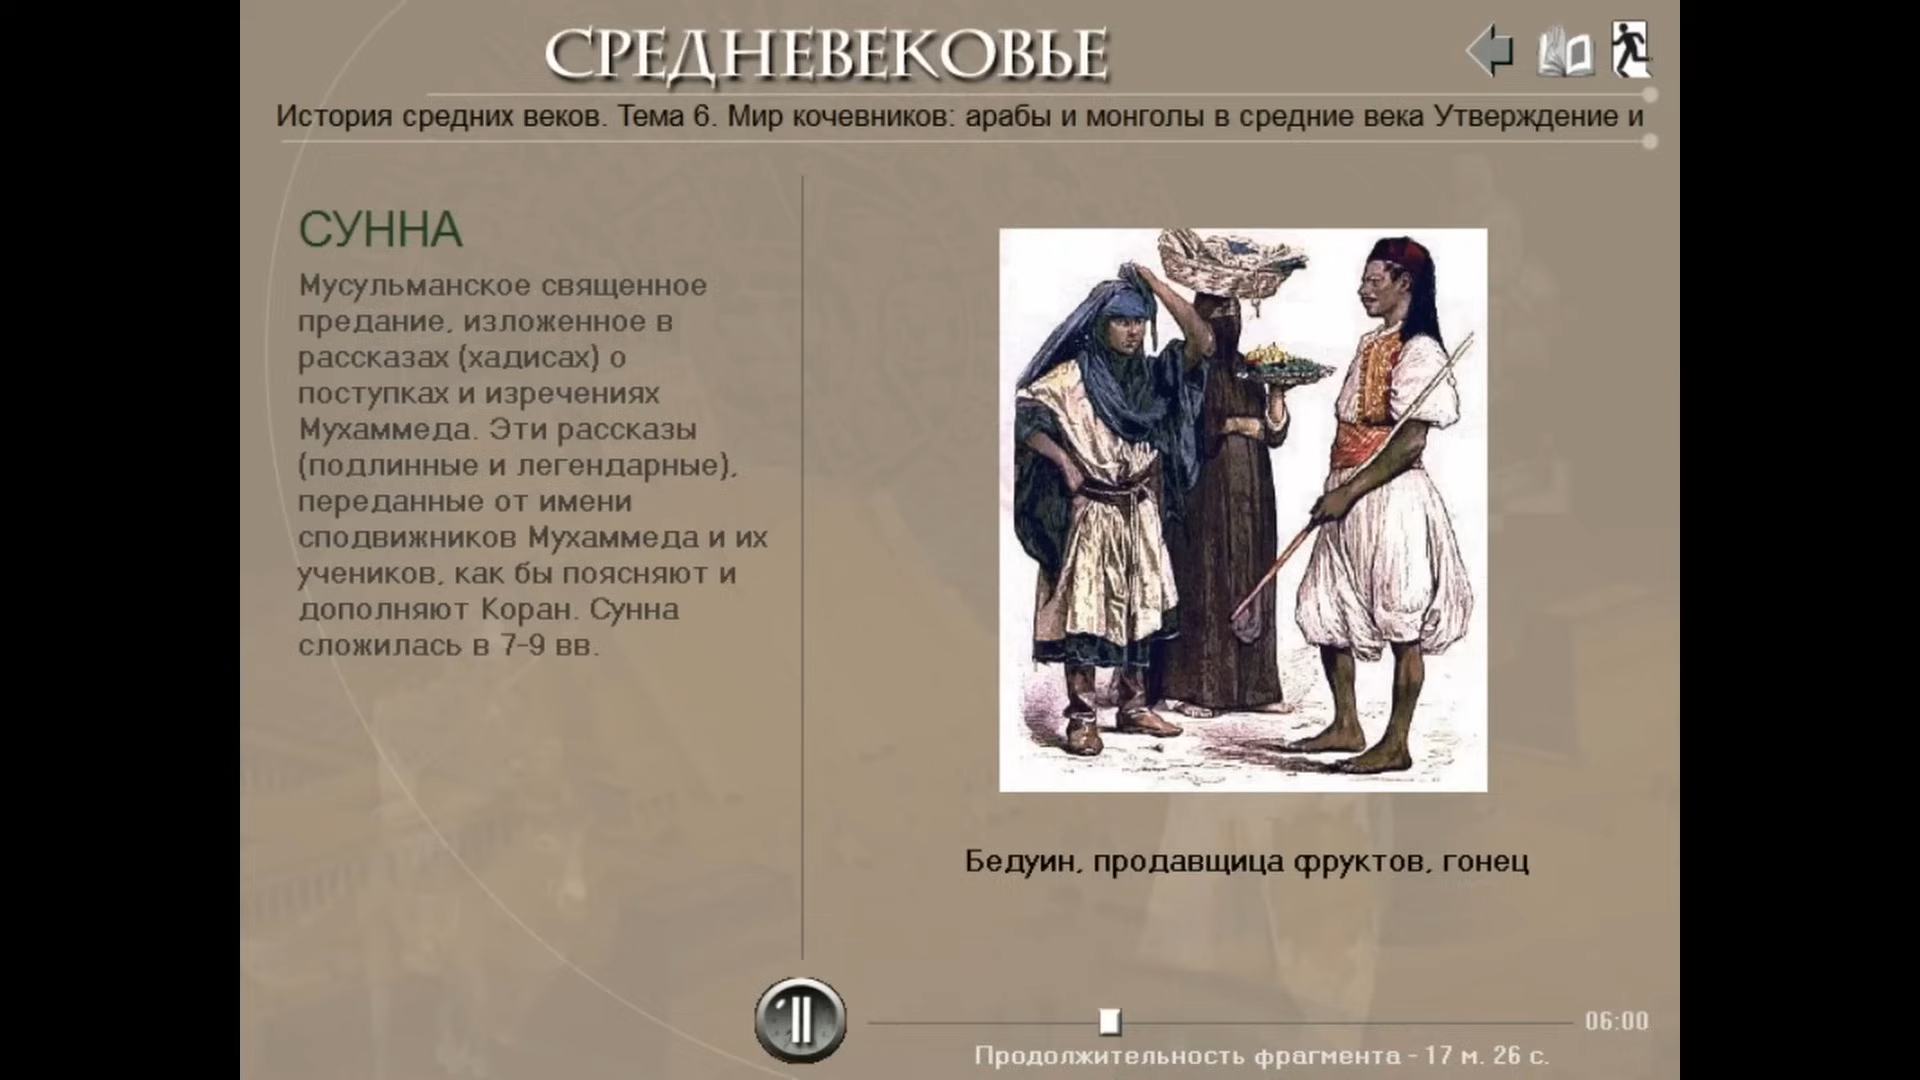 СРЕДНЕВЕКОВЬЕ
История средних веков. Тема 6. Мир кочевников: арабы и монголы в средние века Утверждение и
СУННА
Мусульманское священное
предание, изложенное в
рассказах (хадисах) о
поступках и изречениях
Мухаммеда. Эти рассказы
(подлинные и легендарные),
переданные от имени
сподвижников Мухаммеда и их
учеников, как бы поясняют и
дополняют Коран. Сунна
сложилась в 7-9 вв.
Бедуин, продавщица фруктов, гонец
06:00
Продолжительность фрагмента - 17 м. 26 с.